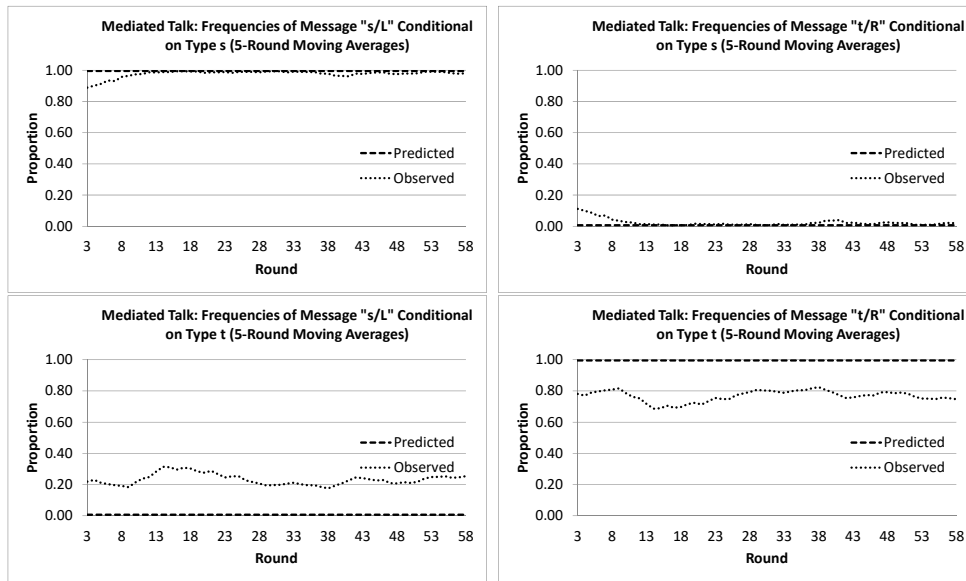 Mediated Talk: Frequencies of Message "s/L" Conditional
on Type s (5-Round Moving Averages)
1.00
0.80
0.60
0.40
0.20
0.00
Proportion
Predicted
Observed
3 8 13 18 23 28 33 38 43 48 53 58
Round
Mediated Talk: Frequencies of Message "t/R" Conditional
on Type s (5-Round Moving Averages)
1.00
0.80
0.60
0.40
0.20
0.00
Proportion
Predicted
Observed
3 8 13 18 23 28 33 38 43 48 53 58
Round
Mediated Talk: Frequencies of Message "s/L" Conditional
on Type t (5-Round Moving Averages)
1.00
0.80
0.60
0.40
0.20
0.00
Proportion
Predicted
Observed
3 8 13 18 23 28 33 38 43 48 53 58
Round
Mediated Talk: Frequencies of Message "t/R" Conditional
on Type t (5-Round Moving Averages)
1.00
0.80
0.60
0.40
0.20
0.00
Proportion
Predicted
Observed
3 8 13 18 23 28 33 38 43 48 53 58
Round